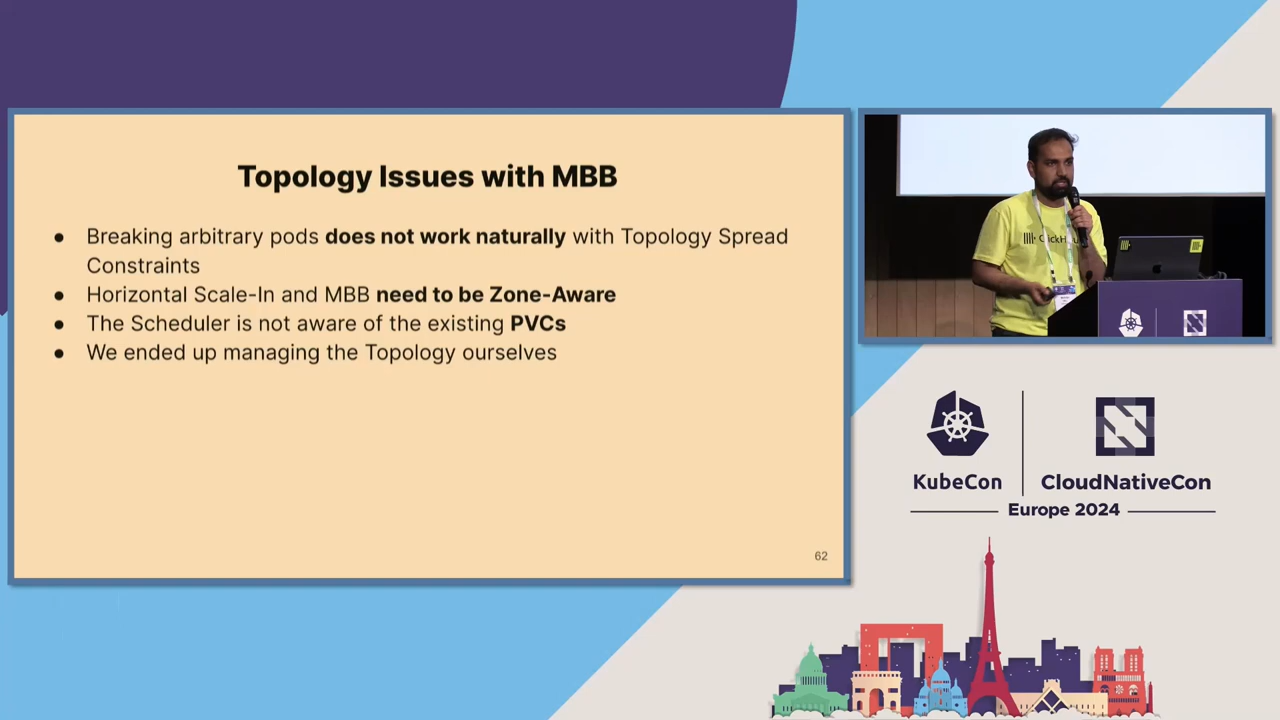 Topology Issues with MBB
● Breaking arbitrary pods does not work naturally with Topology Spread
Constraints
● Horizontal Scale-In and MBB need to be Zone-Aware
● The Scheduler is not aware of the existing PVCs
● We ended up managing the Topology ourselves
62
KubeCon
CloudNativeCon
Europe 2024